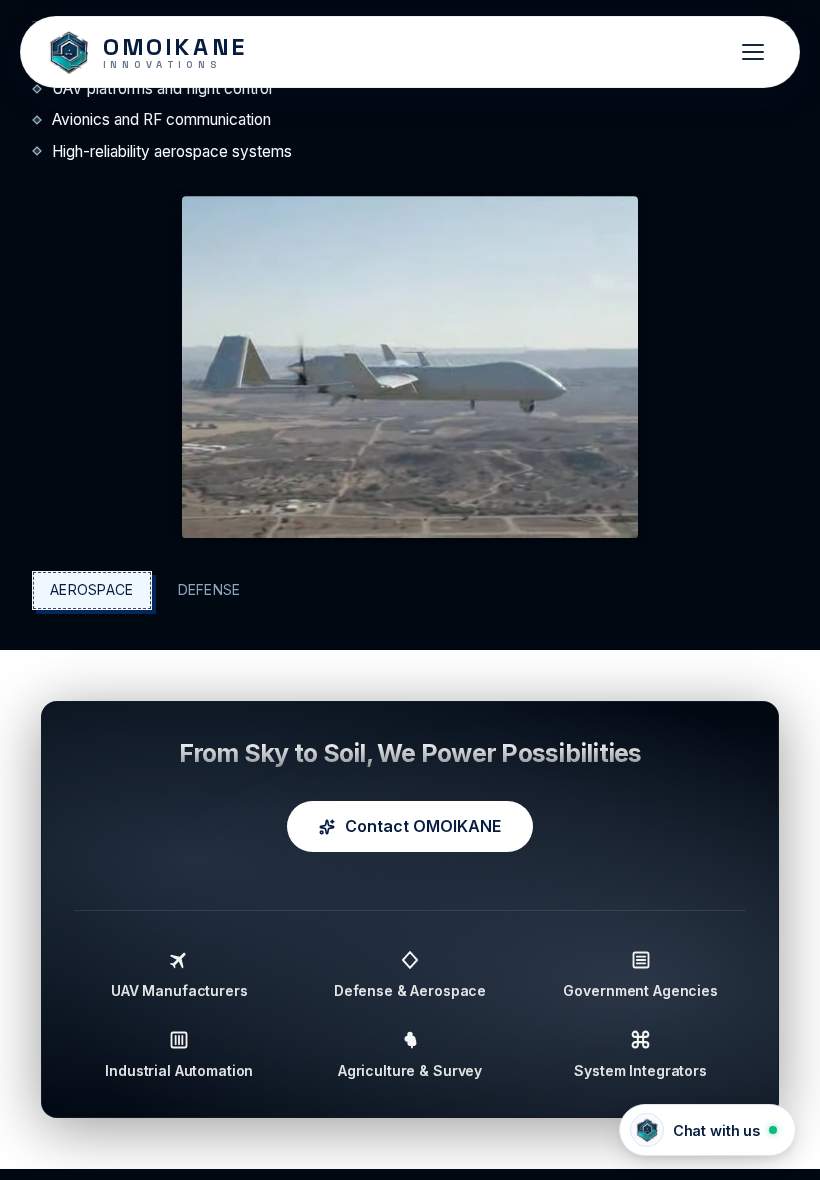 OMOIKANE
INNOVATIONS
UAV platforms and flight control
Avionics and RF communication
High-reliability aerospace systems
AEROSPACE
DEFENSE
From Sky to Soil, We Power Possibilities
Contact OMOIKANE
UAV Manufacturers
Defense & Aerospace
Government Agencies
Industrial Automation
Agriculture & Survey
System Integrators
Chat with us